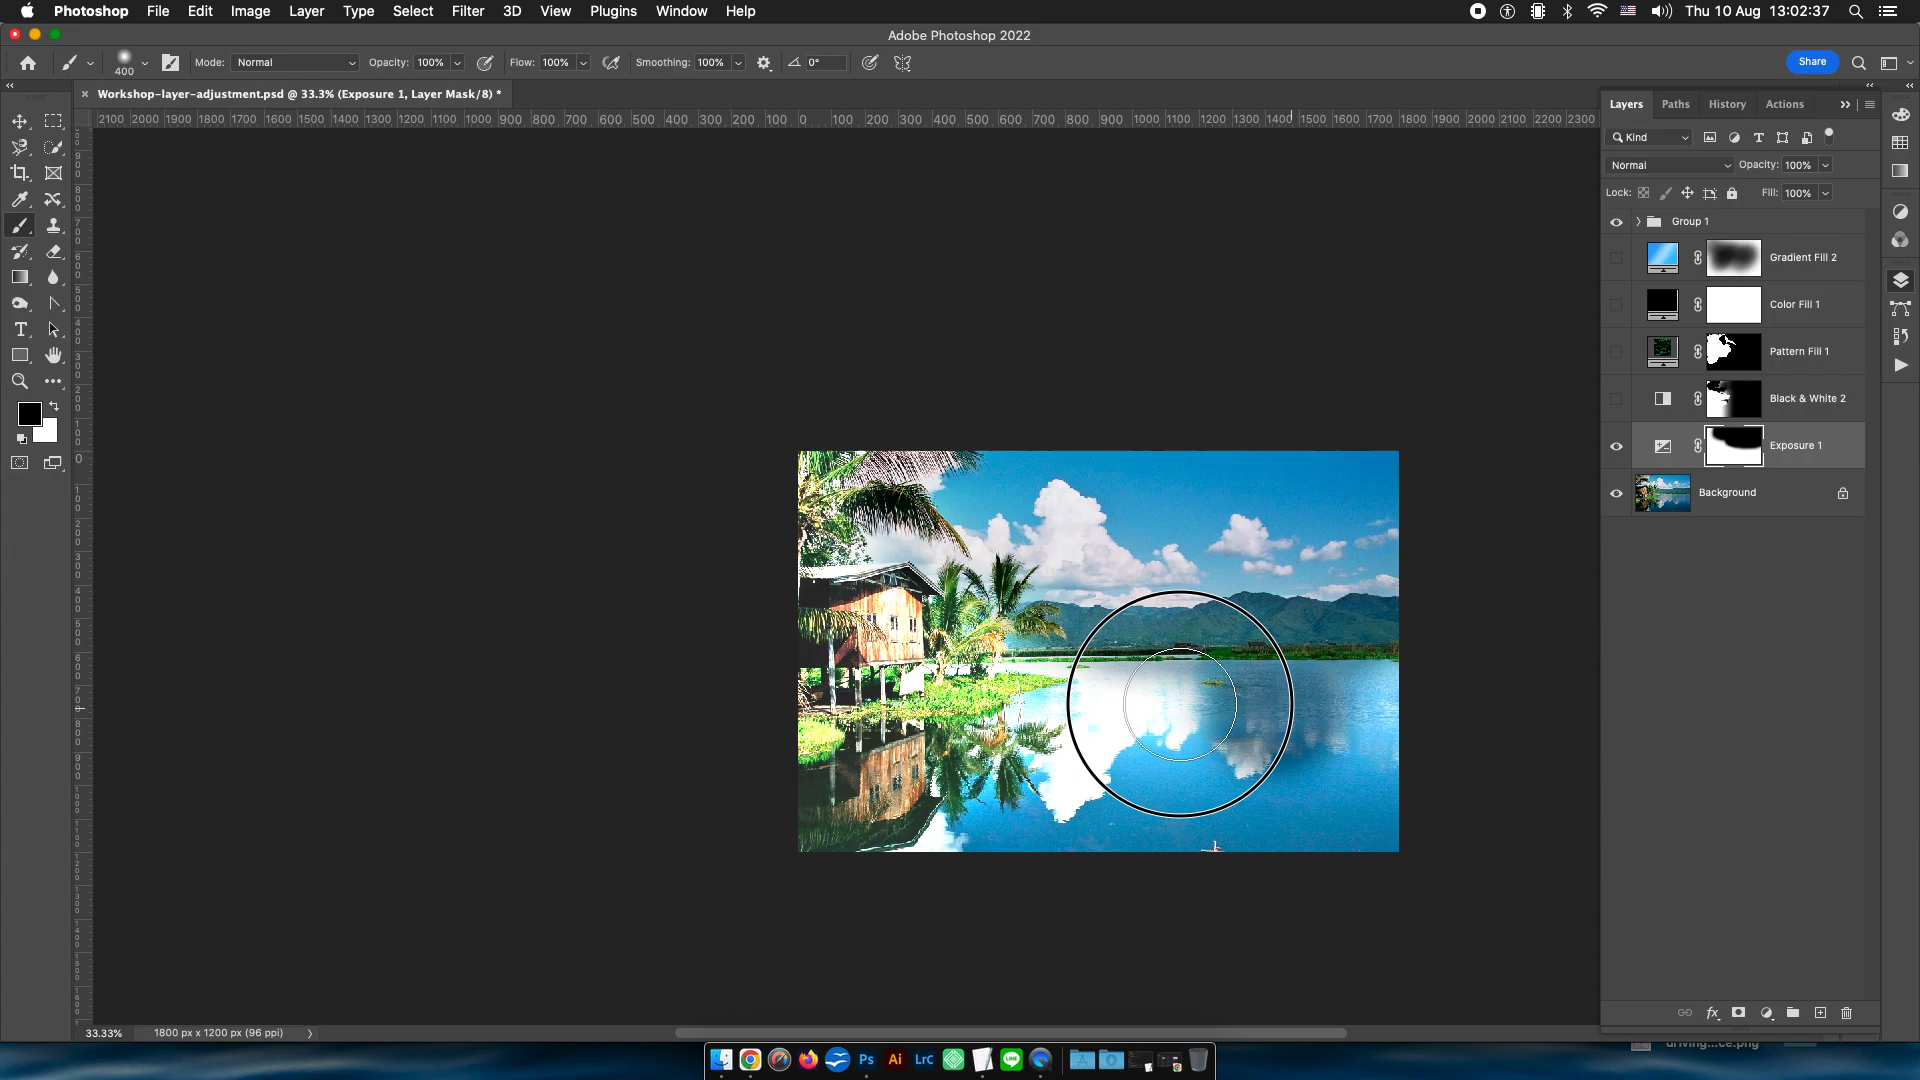 Photoshop File Edit Image Layer Type Select Filter 3D View Plugins Window Help Thu 10 Aug 13:02:37
Adobe Photoshop 2022
400 Mode: Normal Opacity: 100% Flow: 100% Smoothing: 100% 0° Share
× Workshop-layer-adjustment.psd @ 33.3% (Exposure 1, Layer Mask/8) *
2100 2000 1900 1800 1700 1600 1500 1400 1300 1200 1100 1000 900 800 700 600 500 400 300 200 100 0 100 200 300 400 500 600 700 800 900 1000 1100 1200 1300 1400 1500 1600 1700 1800 1900 2000 2100 2200 2300
Layers Paths History Actions
Kind
Normal Opacity: 100%
Lock: Fill: 100%
Group 1
Gradient Fill 2
Color Fill 1
Pattern Fill 1
Black & White 2
Exposure 1
Background
33.33% 1800 px x 1200 px (96 ppi)
Ps Ai LrC
LINE
driving...ce.png